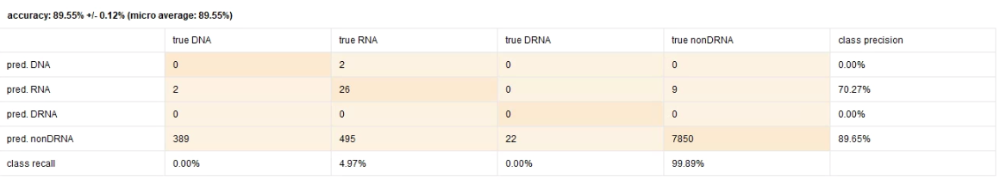 accuracy: 89.55% +/- 0.12% (micro average: 89.55%)
true DNA true RNA true DRNA true nonDRNA class precision
pred. DNA 0 2 0 0 0.00%
pred. RNA 2 26 0 9 70.27%
pred. DRNA 0 0 0 0 0.00%
pred. nonDRNA 389 495 22 7850 89.65%
class recall 0.00% 4.97% 0.00% 99.89%